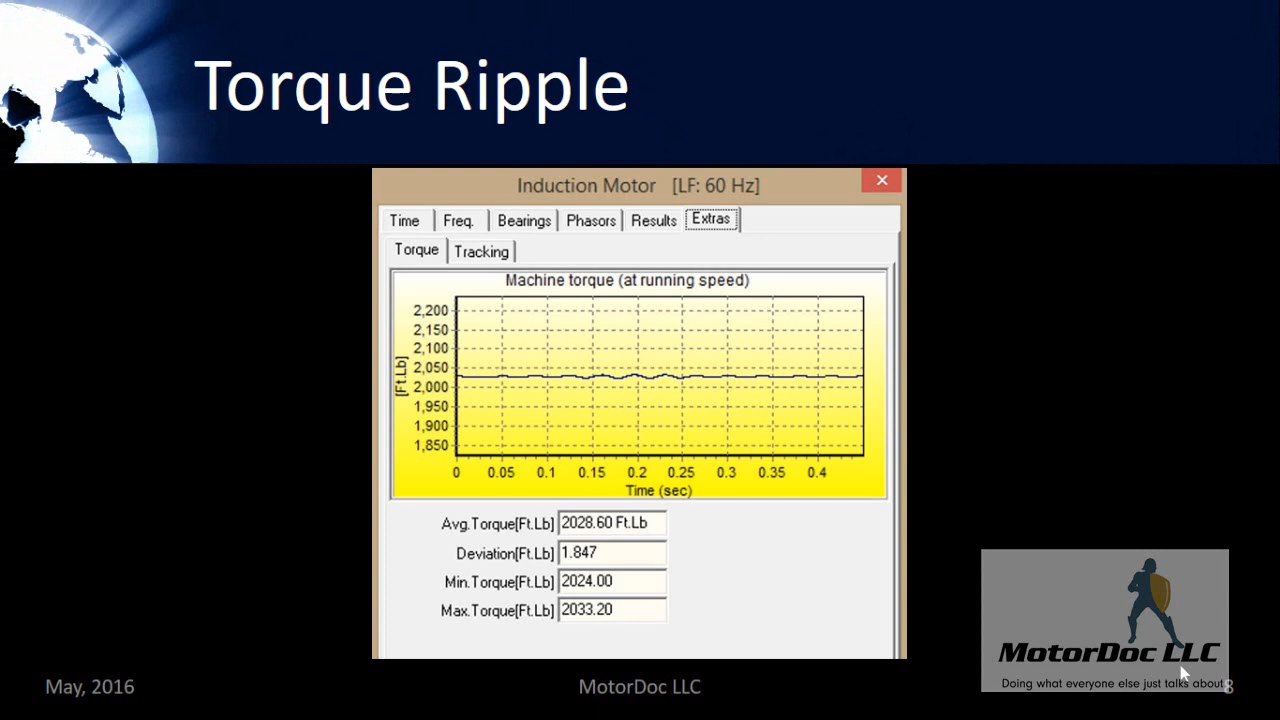 Torque Ripple
Induction Motor [LF: 60 Hz]
Time Freq. Bearings Phasors Results Extras
Torque Tracking
Machine torque (at running speed)
2,200
2,150
2,100
2,050
2,000
1,950
1,900
1,850
[Ft.Lb]
0 0.05 0.1 0.15 0.2 0.25 0.3 0.35 0.4
Time (sec)
Avg.Torque[Ft.Lb] 2028.60 Ft.Lb
Deviation[Ft.Lb] 1.847
Min.Torque[Ft.Lb] 2024.00
Max.Torque[Ft.Lb] 2033.20
MotorDoc LLC
Doing what everyone else just talks about
May, 2016 MotorDoc LLC 8